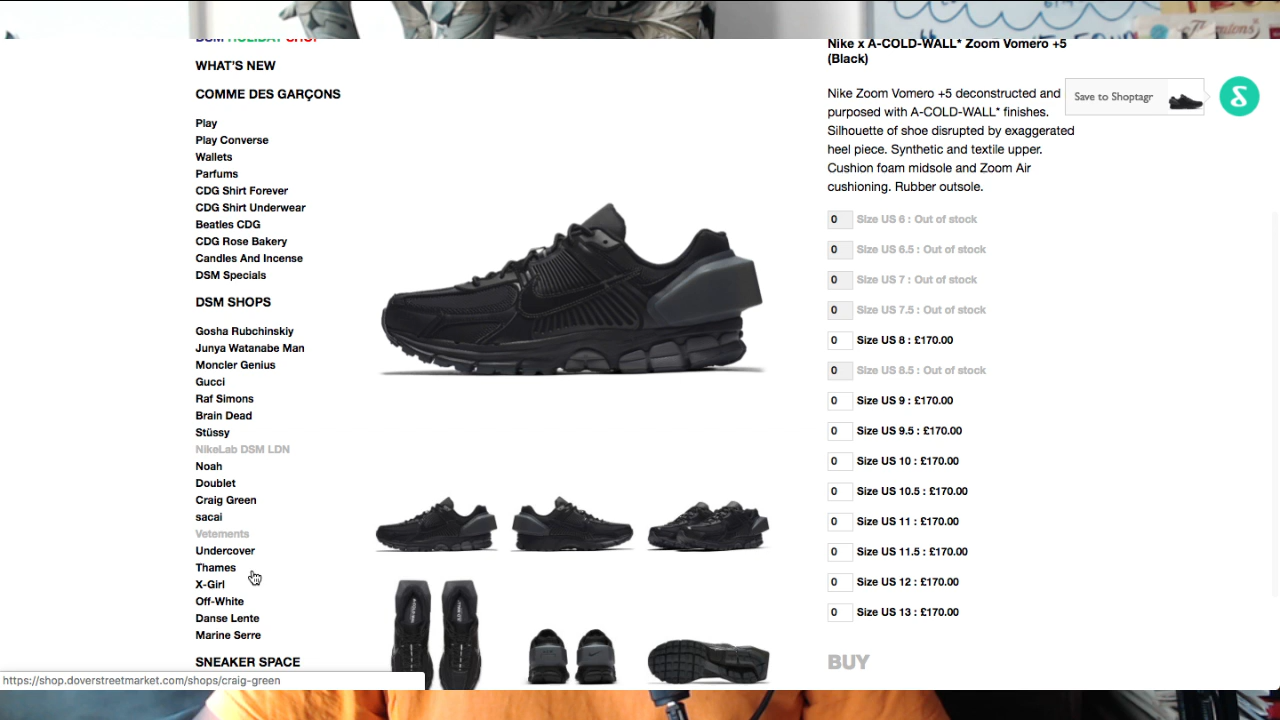 DSM HOLIDAY SHOP
WHAT'S NEW
COMME DES GARÇONS
Play
Play Converse
Wallets
Parfums
CDG Shirt Forever
CDG Shirt Underwear
Beatles CDG
CDG Rose Bakery
Candles And Incense
DSM Specials
DSM SHOPS
Gosha Rubchinskiy
Junya Watanabe Man
Moncler Genius
Gucci
Raf Simons
Brain Dead
Stüssy
NikeLab DSM LDN
Noah
Doublet
Craig Green
sacai
Vetements
Undercover
Thames
X-Girl
Off-White
Danse Lente
Marine Serre
SNEAKER SPACE
https://shop.doverstreetmarket.com/shops/craig-green
Nike x A-COLD-WALL* Zoom Vomero +5
(Black)
Nike Zoom Vomero +5 deconstructed and
purposed with A-COLD-WALL* finishes.
Silhouette of shoe disrupted by exaggerated
heel piece. Synthetic and textile upper.
Cushion foam midsole and Zoom Air
cushioning. Rubber outsole.
Save to Shoptagr
0 Size US 6 : Out of stock
0 Size US 6.5 : Out of stock
0 Size US 7 : Out of stock
0 Size US 7.5 : Out of stock
0 Size US 8 : £170.00
0 Size US 8.5 : Out of stock
0 Size US 9 : £170.00
0 Size US 9.5 : £170.00
0 Size US 10 : £170.00
0 Size US 10.5 : £170.00
0 Size US 11 : £170.00
0 Size US 11.5 : £170.00
0 Size US 12 : £170.00
0 Size US 13 : £170.00
BUY